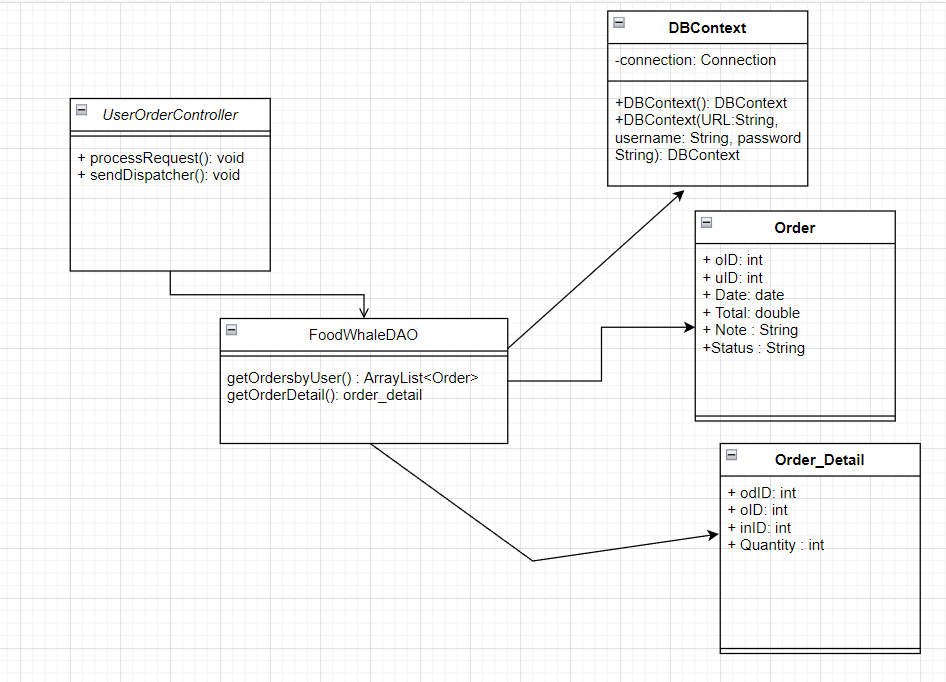 DBContext
-connection: Connection
+DBContext(): DBContext
+DBContext(URL:String,
username: String, password
String): DBContext
UserOrderController
+ processRequest(): void
+ sendDispatcher(): void
Order
+ oID: int
+ uID: int
+ Date: date
+ Total: double
+ Note : String
+Status : String
FoodWhaleDAO
getOrdersbyUser() : ArrayList<Order>
getOrderDetail(): order_detail
Order_Detail
+ odID: int
+ oID: int
+ inID: int
+ Quantity : int